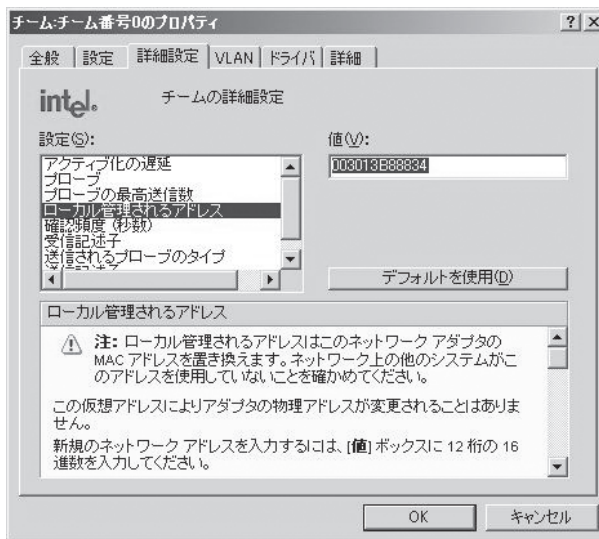 チーム:チーム番号0のプロパティ
全般
設定
詳細設定
VLAN
ドライバ
詳細
intel.
チームの詳細設定
設定(S):
値(V):
アクティブ化の遅延
プローブ
プローブの最高送信数
ローカル管理されるアドレス
確認頻度 (秒数)
受信記述子
送信されるプローブのタイプ
003013B88834
デフォルトを使用(D)
ローカル管理されるアドレス
注: ローカル管理されるアドレスはこのネットワーク アダプタの
MAC アドレスを置き換えます。ネットワーク上の他のシステムがこ
のアドレスを使用していないことを確かめてください。
この仮想アドレスによりアダプタの物理アドレスが変更されることはありま
せん。
新規のネットワーク アドレスを入力するには、[値] ボックスに 12 桁の 16
進数を入力してください。
OK
キャンセル